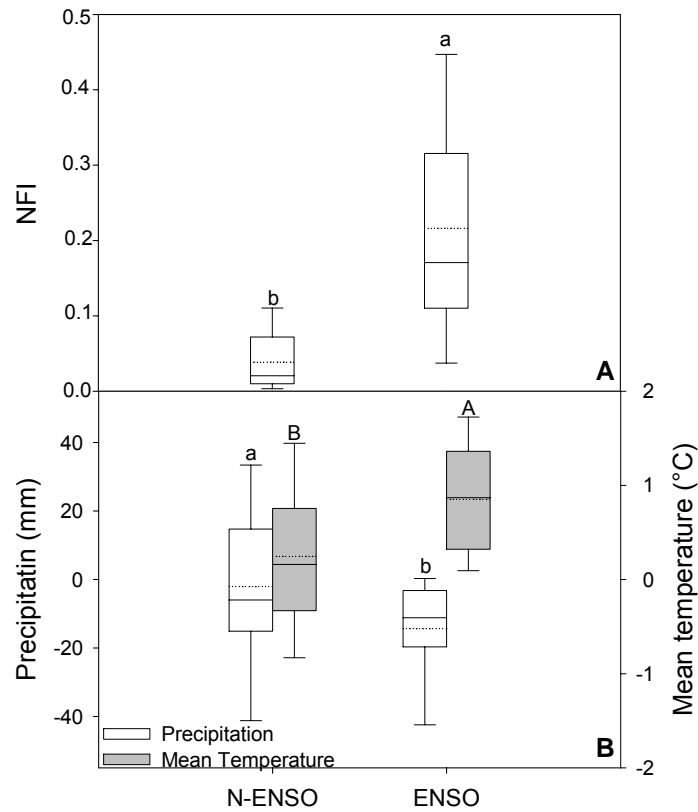 0.5
a
0.4
0.3
NFI
0.2
b
0.1
A
0.0
2
A
B
40
a
1
20
Precipitatin (mm)
Mean temperature (°C)
b
0
0
-20
-1
-40
Precipitation
Mean Temperature
B
-2
N-ENSO ENSO